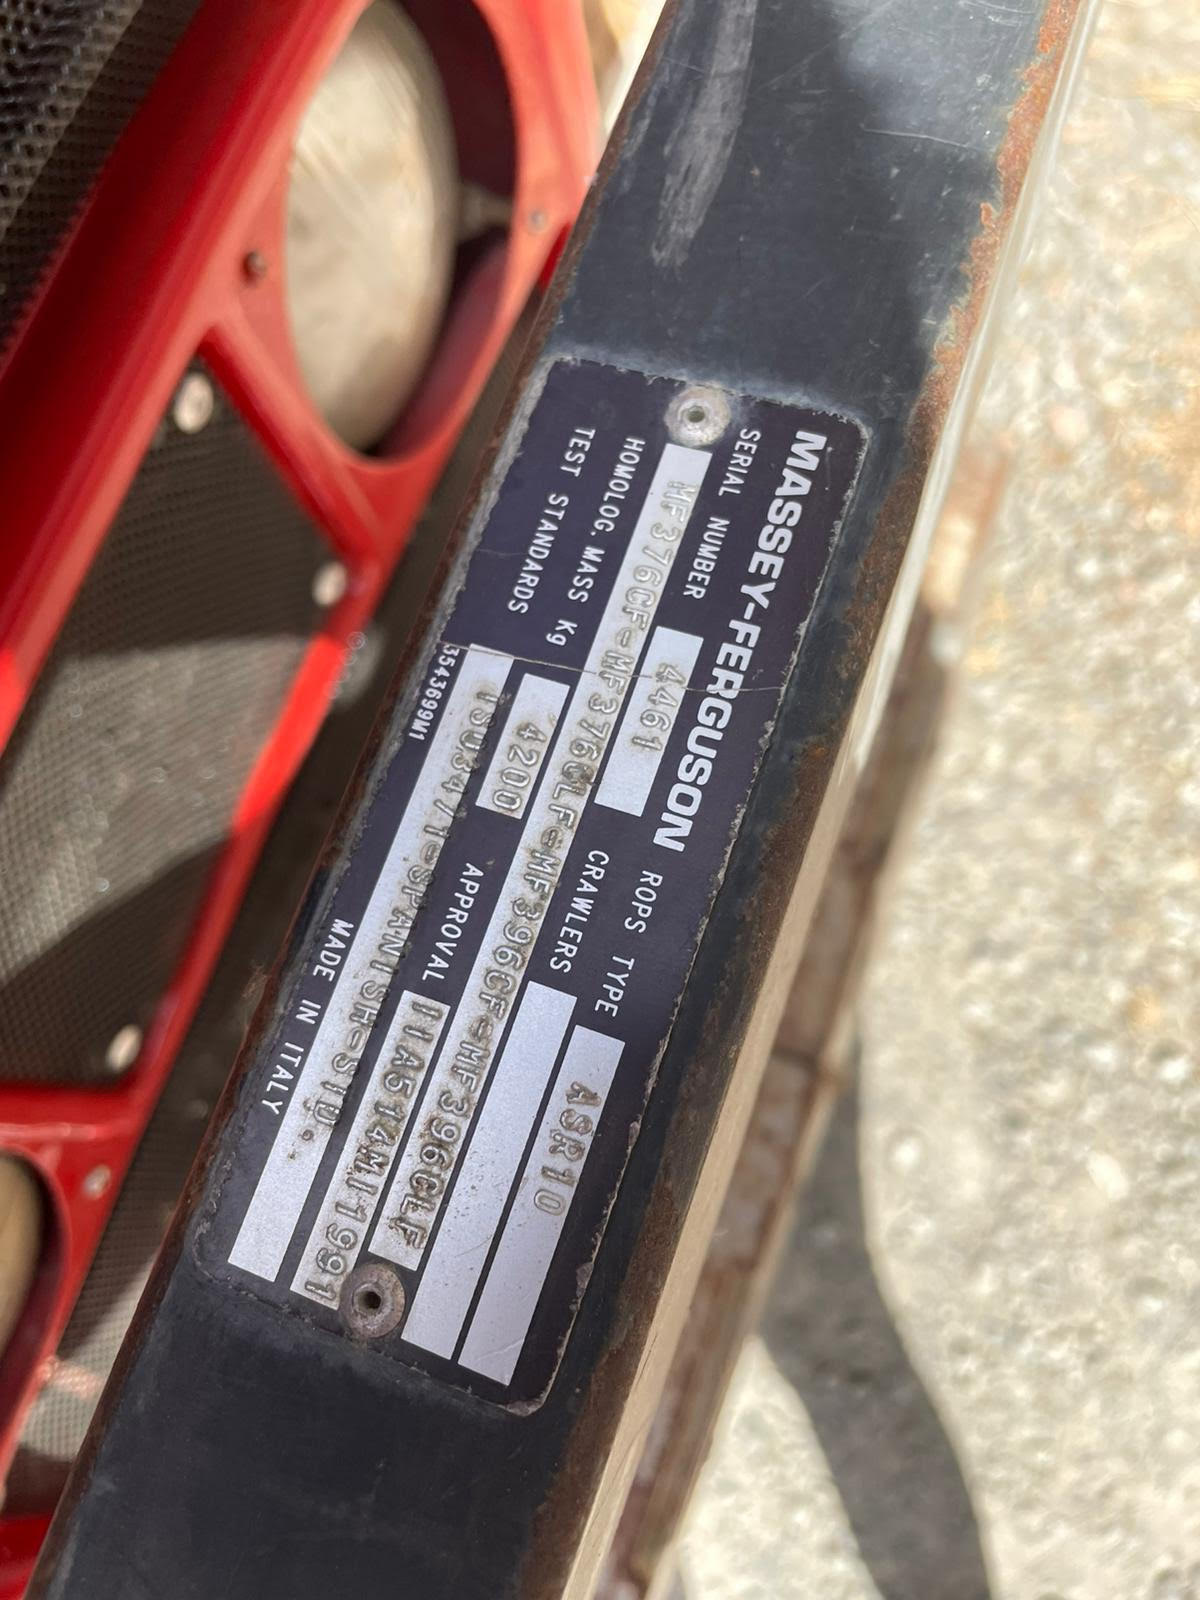 MASSEY-FERGUSON ROPS TYPE ASR10
SERIAL NUMBER 4461 CRAWLERS
MF376CF-MF376CLF-MF396CF-MF396CLF
HOMOLOG. MASS Kg 4200 APPROVAL IIA514MI1991
TEST STANDARDS ISO3471-SPANISH-STD.
3543699M1 MADE IN ITALY